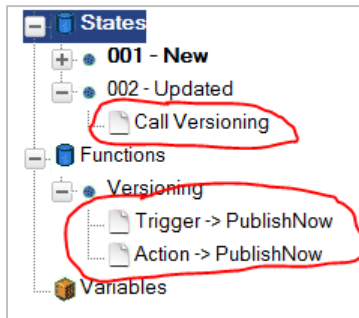 States
001 - New
002 - Updated
Call Versioning
Functions
Versioning
Trigger -> PublishNow
Action -> PublishNow
Variables